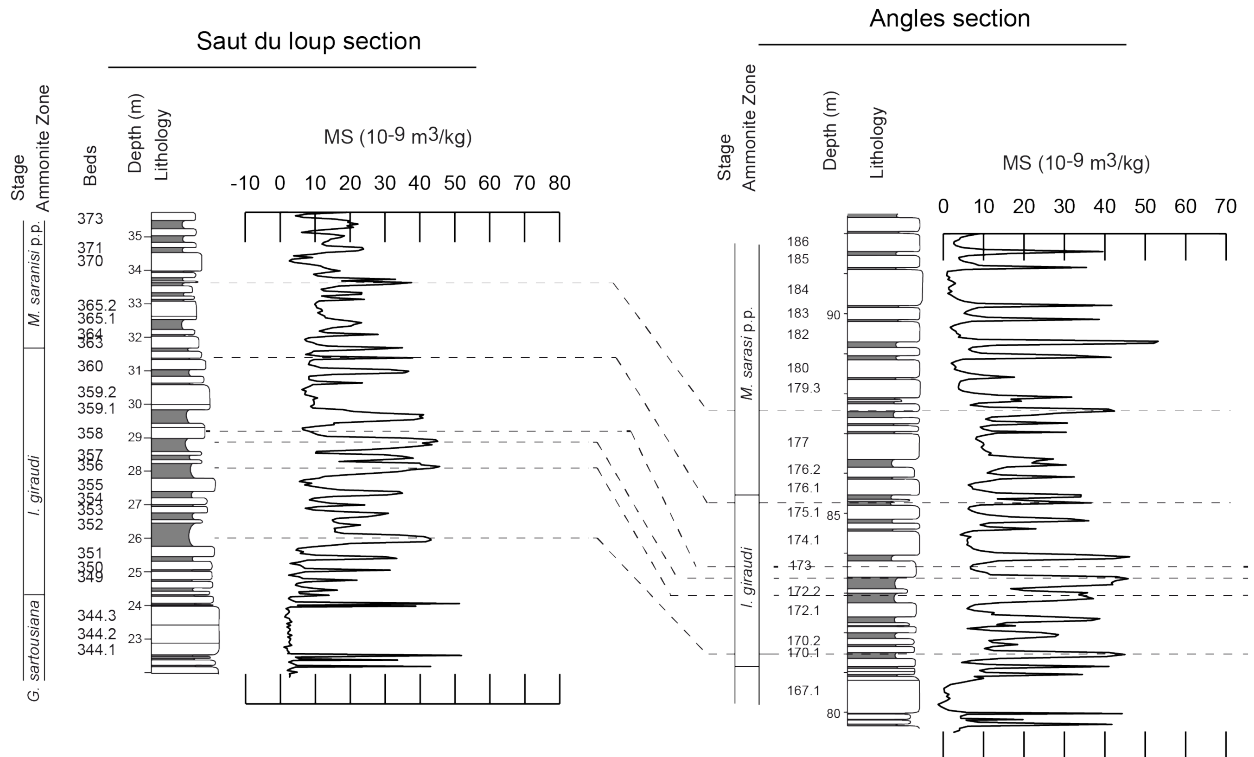 Saut du loup section
Stage
Ammonite Zone
Beds
Depth (m)
Lithology
MS (10-9 m3/kg)
-10 0 10 20 30 40 50 60 70 80
M. saranisi p.p.
I. giraudi
G. sartousiana
373
371
370
365.2
365.1
364
363
360
359.2
359.1
358
357
356
355
354
353
352
351
350
349
344.3
344.2
344.1
35
34
33
32
31
30
29
28
27
26
25
24
23
Angles section
Stage
Ammonite Zone
Depth (m)
Lithology
MS (10-9 m3/kg)
0 10 20 30 40 50 60 70
M. sarasi p.p.
I. giraudi
186
185
184
183
182
180
179.3
177
176.2
176.1
175.1
174.1
173
172.2
172.1
170.2
170.1
167.1
90
85
80